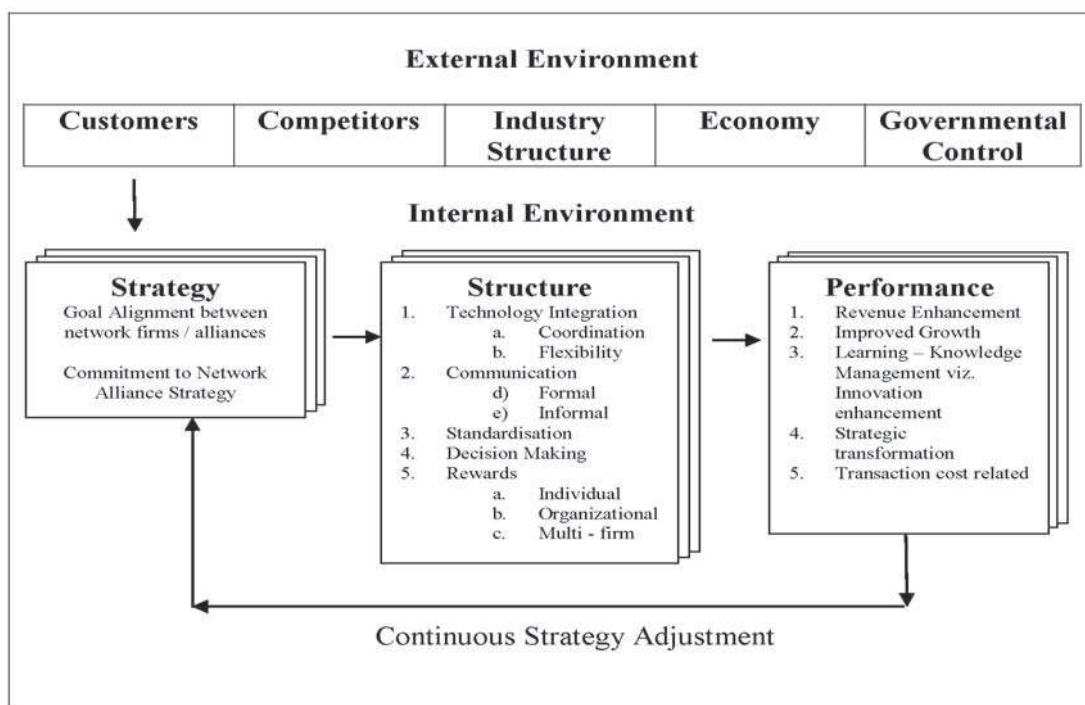 External Environment
Customers
Competitors
Industry
Structure
Economy
Governmental
Control
Internal Environment
Strategy
Goal Alignment between
network firms / alliances
Commitment to Network
Alliance Strategy
Structure
1. Technology Integration
a. Coordination
b. Flexibility
2. Communication
d) Formal
e) Informal
3. Standardisation
4. Decision Making
5. Rewards
a. Individual
b. Organizational
c. Multi - firm
Performance
1. Revenue Enhancement
2. Improved Growth
3. Learning – Knowledge
Management viz.
Innovation
enhancement
4. Strategic
transformation
5. Transaction cost related
Continuous Strategy Adjustment